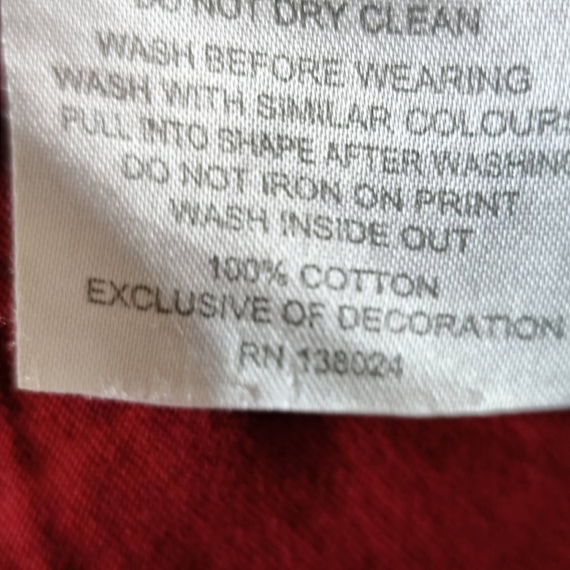 DO NOT DRY CLEAN
WASH BEFORE WEARING
WASH WITH SIMILAR COLOURS
PULL INTO SHAPE AFTER WASHING
DO NOT IRON ON PRINT
WASH INSIDE OUT
100% COTTON
EXCLUSIVE OF DECORATION
RN 138024